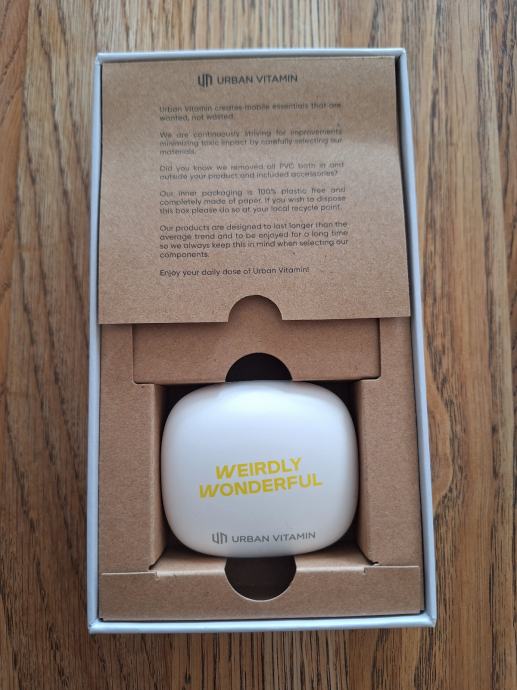 URBAN VITAMIN
Urban Vitamin creates mobile essentials that are
wanted, not wasted.
We are continuously striving for improvements
minimizing toxic impact by carefully selecting our
materials.
Did you know we removed all PVC both in and
outside your product and included accessories?
Our inner packaging is 100% plastic free and
completely made of paper. If you wish to dispose
this box please do so at your local recycle point.
Our products are designed to last longer than the
average trend and to be enjoyed for a long time
so we always keep this in mind when selecting our
components.
Enjoy your daily dose of Urban Vitamin!
WEIRDLY
WONDERFUL
URBAN VITAMIN